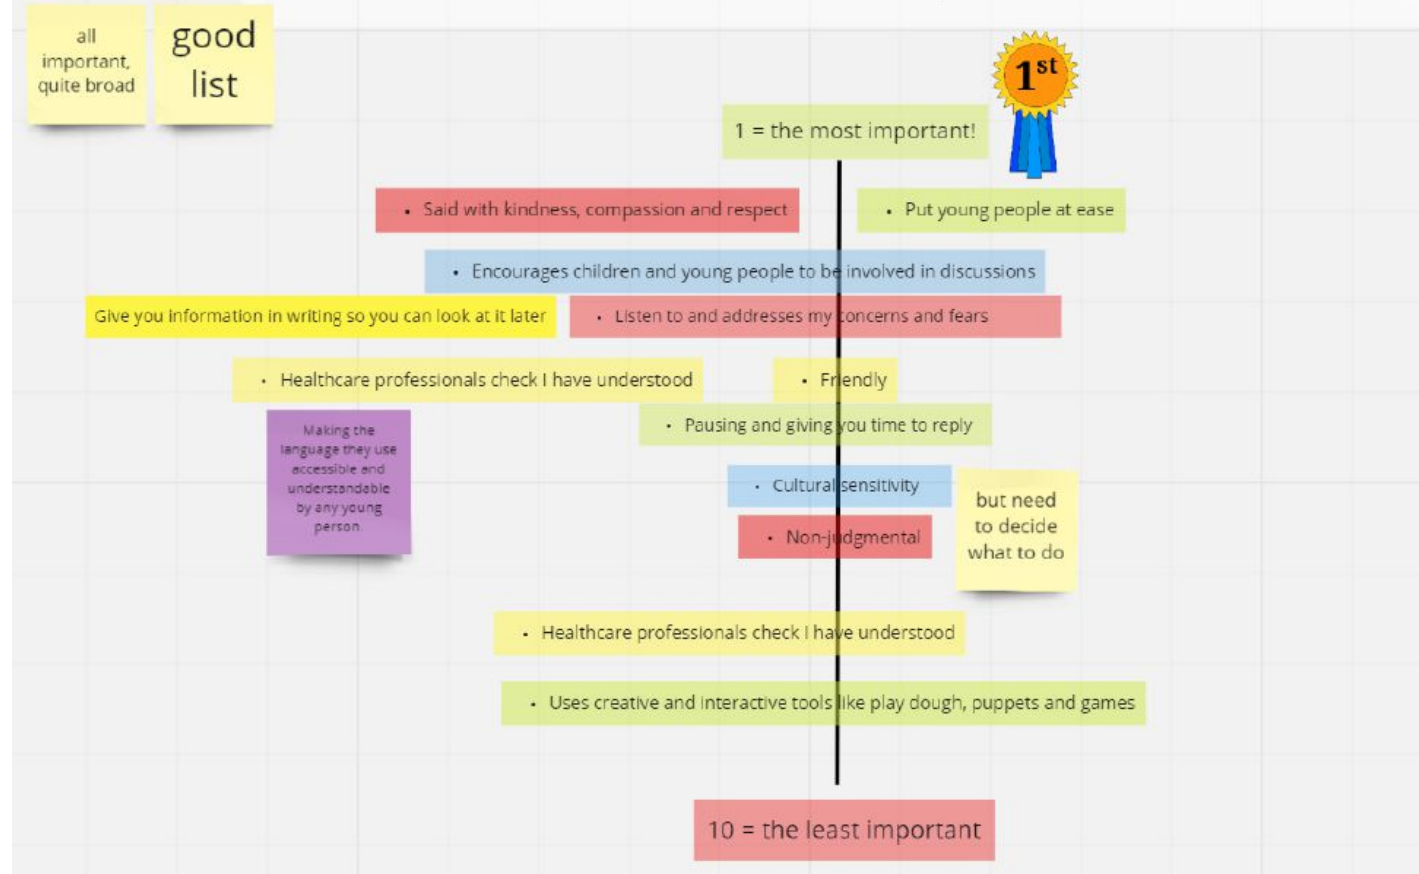 all
important,
quite broad
good
list
1st
1 = the most important!
• Said with kindness, compassion and respect
• Put young people at ease
• Encourages children and young people to be involved in discussions
Give you information in writing so you can look at it later
• Listen to and addresses my concerns and fears
• Healthcare professionals check I have understood
• Friendly
Making the
language they use
accessible and
understandable
by any young
person.
• Pausing and giving you time to reply
• Cultural sensitivity
• Non-judgmental
but need
to decide
what to do
• Healthcare professionals check I have understood
• Uses creative and interactive tools like play dough, puppets and games
10 = the least important